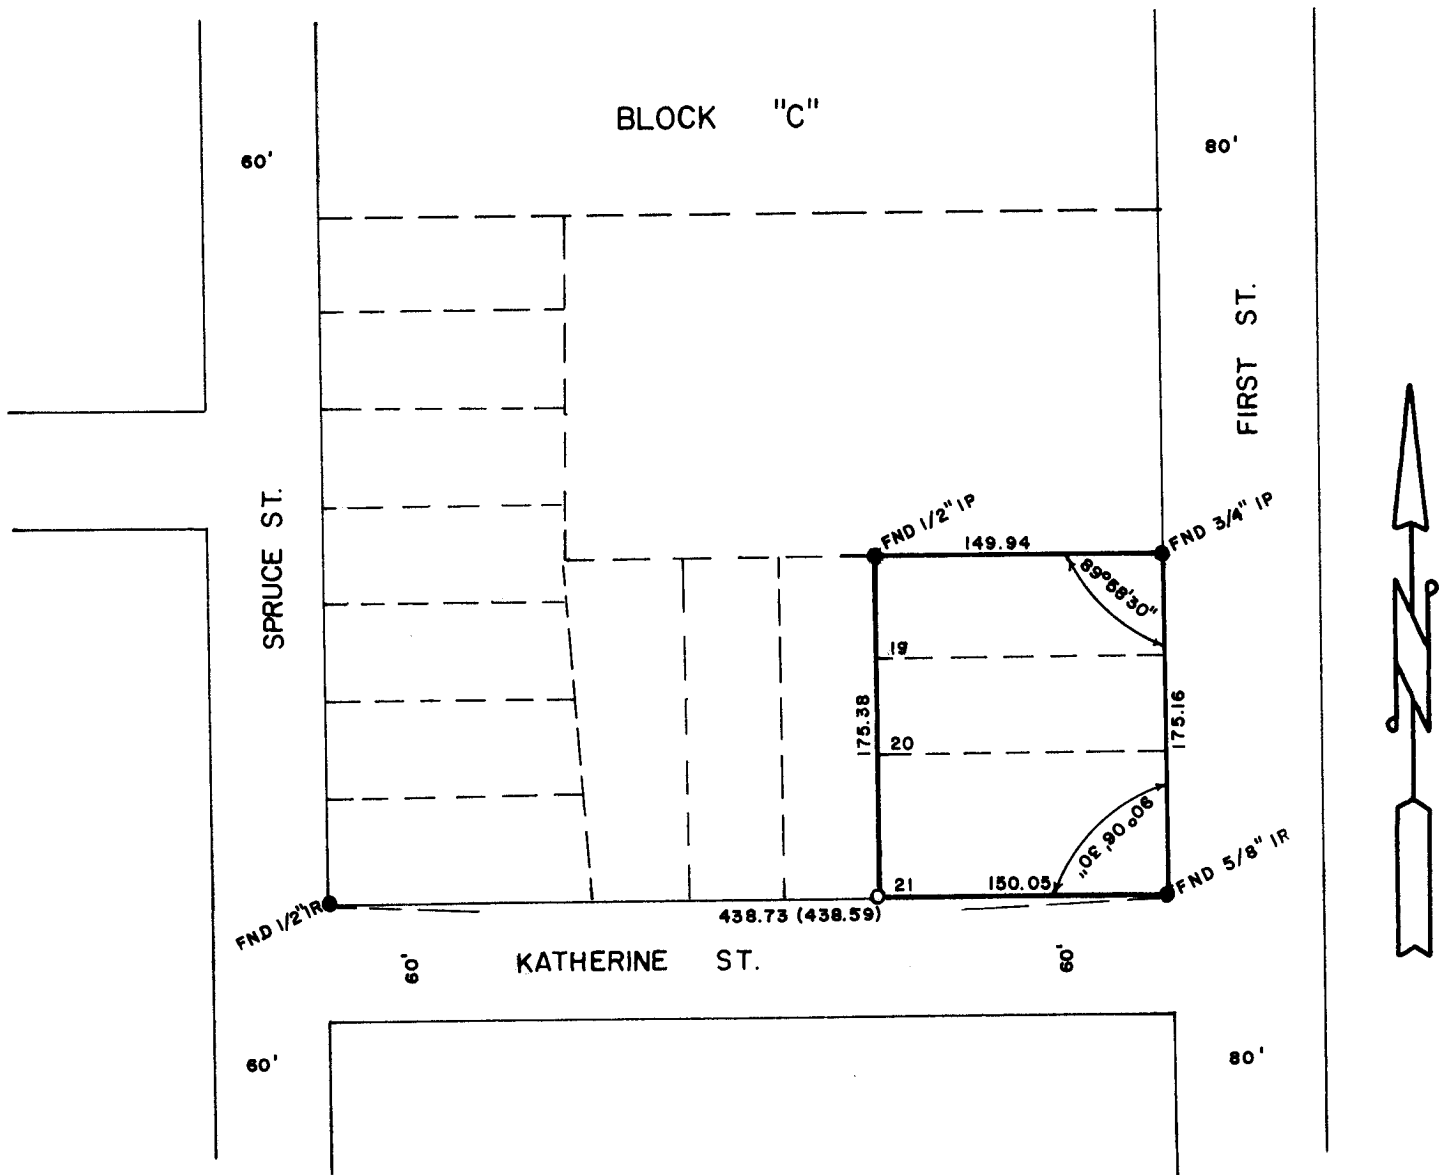 BLOCK "C"
60'
80'
FIRST ST.
SPRUCE ST.
FND 1/2" IP
149.94
FND 3/4" IP
89°58'30"
19
175.38
175.16
20
90°06'30"
21
150.05
FND 5/8" IR
FND 1/2" IR
438.73 (438.59)
60'
KATHERINE ST.
60'
60'
80'